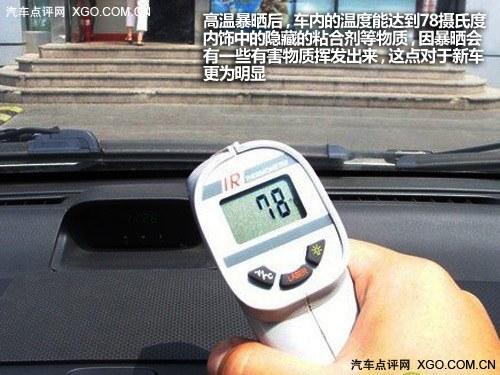 汽车点评网 XGO.COM.CN
高温暴晒后，车内的温度能达到78摄氏度
内饰中的隐藏的粘合剂等物质，因暴晒会
有一些有害物质挥发出来，这点对于新车
更为明显
IR THERMOMETER
78
°F/°C
LASER
汽车点评网 XGO.COM.CN